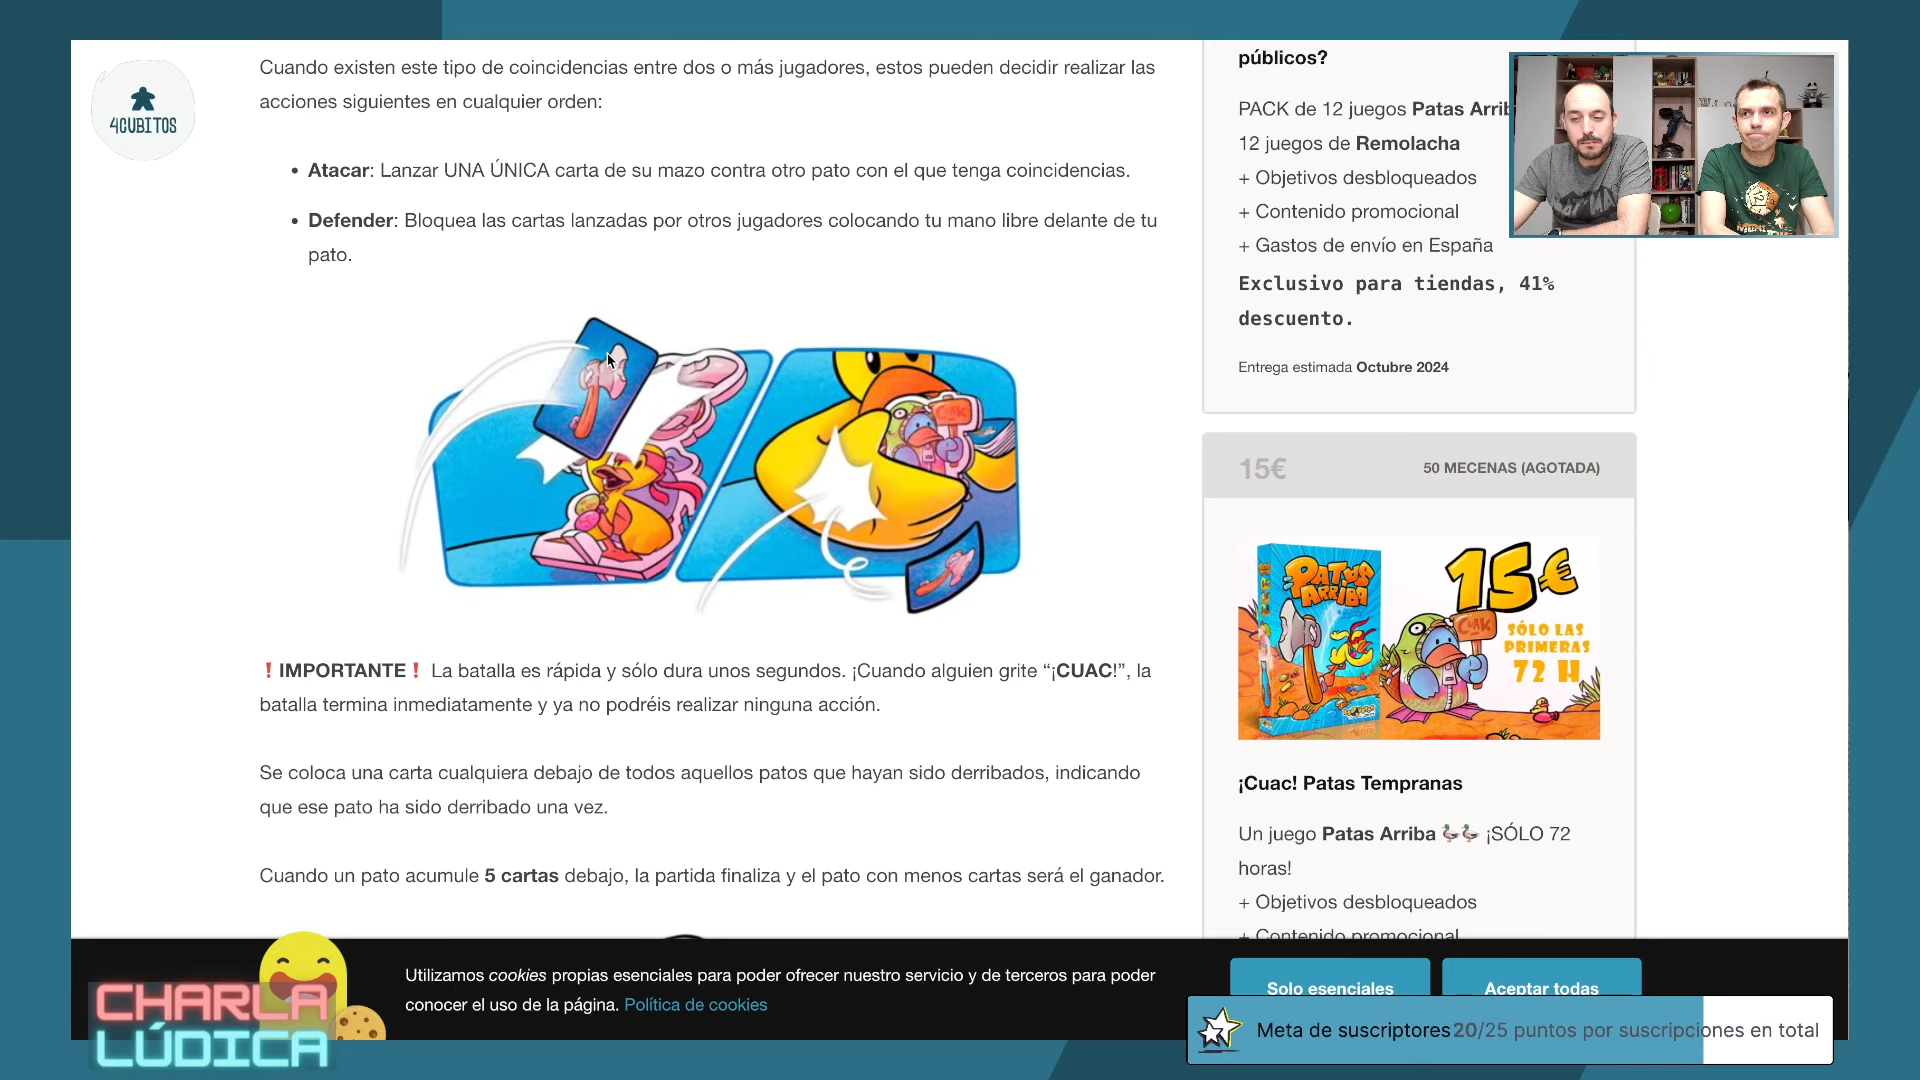 4CUBITOS
Cuando existen este tipo de coincidencias entre dos o más jugadores, estos pueden decidir realizar las
acciones siguientes en cualquier orden:
• Atacar: Lanzar UNA ÚNICA carta de su mazo contra otro pato con el que tenga coincidencias.
• Defender: Bloquea las cartas lanzadas por otros jugadores colocando tu mano libre delante de tu
pato.
CUAK
❗IMPORTANTE❗ La batalla es rápida y sólo dura unos segundos. ¡Cuando alguien grite “¡CUAC!”, la
batalla termina inmediatamente y ya no podréis realizar ninguna acción.
Se coloca una carta cualquiera debajo de todos aquellos patos que hayan sido derribados, indicando
que ese pato ha sido derribado una vez.
Cuando un pato acumule 5 cartas debajo, la partida finaliza y el pato con menos cartas será el ganador.
públicos?
PACK de 12 juegos Patas Arrib
12 juegos de Remolacha
+ Objetivos desbloqueados
+ Contenido promocional
+ Gastos de envío en España
Exclusivo para tiendas, 41%
descuento.
Entrega estimada Octubre 2024
15€
50 MECENAS (AGOTADA)
PATAS
ARRIBA
CUAK
15€
SÓLO LAS
PRIMERAS
72 H
¡Cuac! Patas Tempranas
Un juego Patas Arriba 🦆🦆 ¡SÓLO 72
horas!
+ Objetivos desbloqueados
+ Contenido promocional
Utilizamos cookies propias esenciales para poder ofrecer nuestro servicio y de terceros para poder
conocer el uso de la página. Política de cookies
Solo esenciales
Aceptar todas
CHARLA
LÚDICA
Meta de suscriptores 20/25 puntos por suscripciones en total